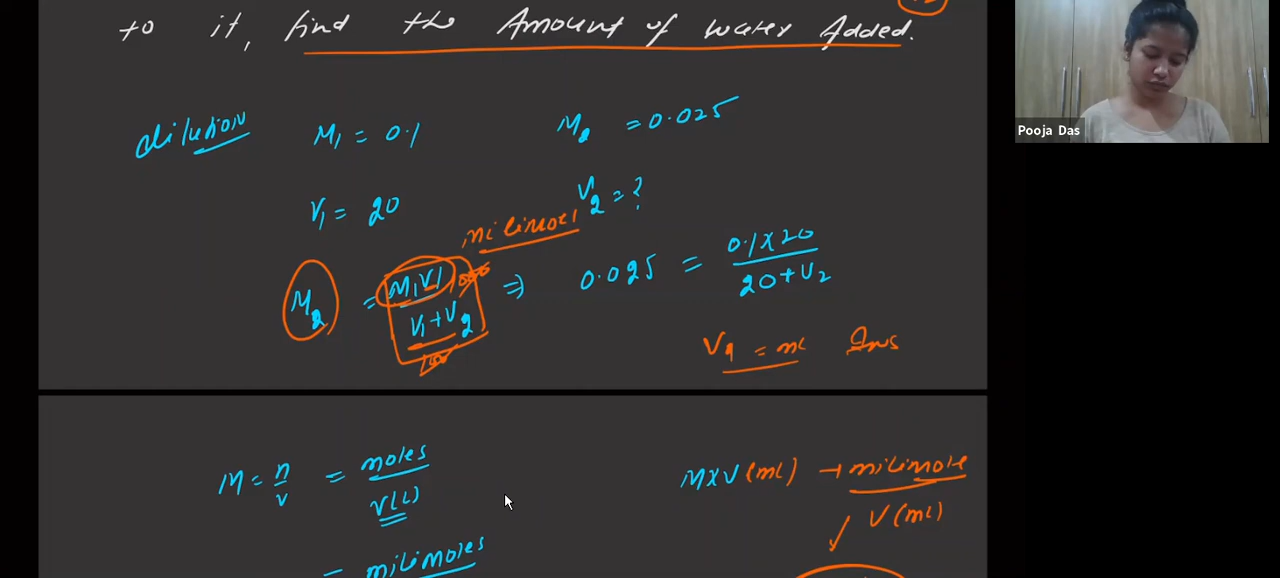 to it, find the Amount of water Added.
Pooja Das
dilution M₁ = 0.1 M₂ = 0.025
V₁ = 20 V₂ = ?
milimol
M₂ = M₁V₁ / V₁+V₂ ⇒ 0.025 = 0.1×20 / 20+V₂
V₂ = mL Ans
M = n/v = moles / V(L) M×V(mL) → milimole
V(mL)
= milimoles